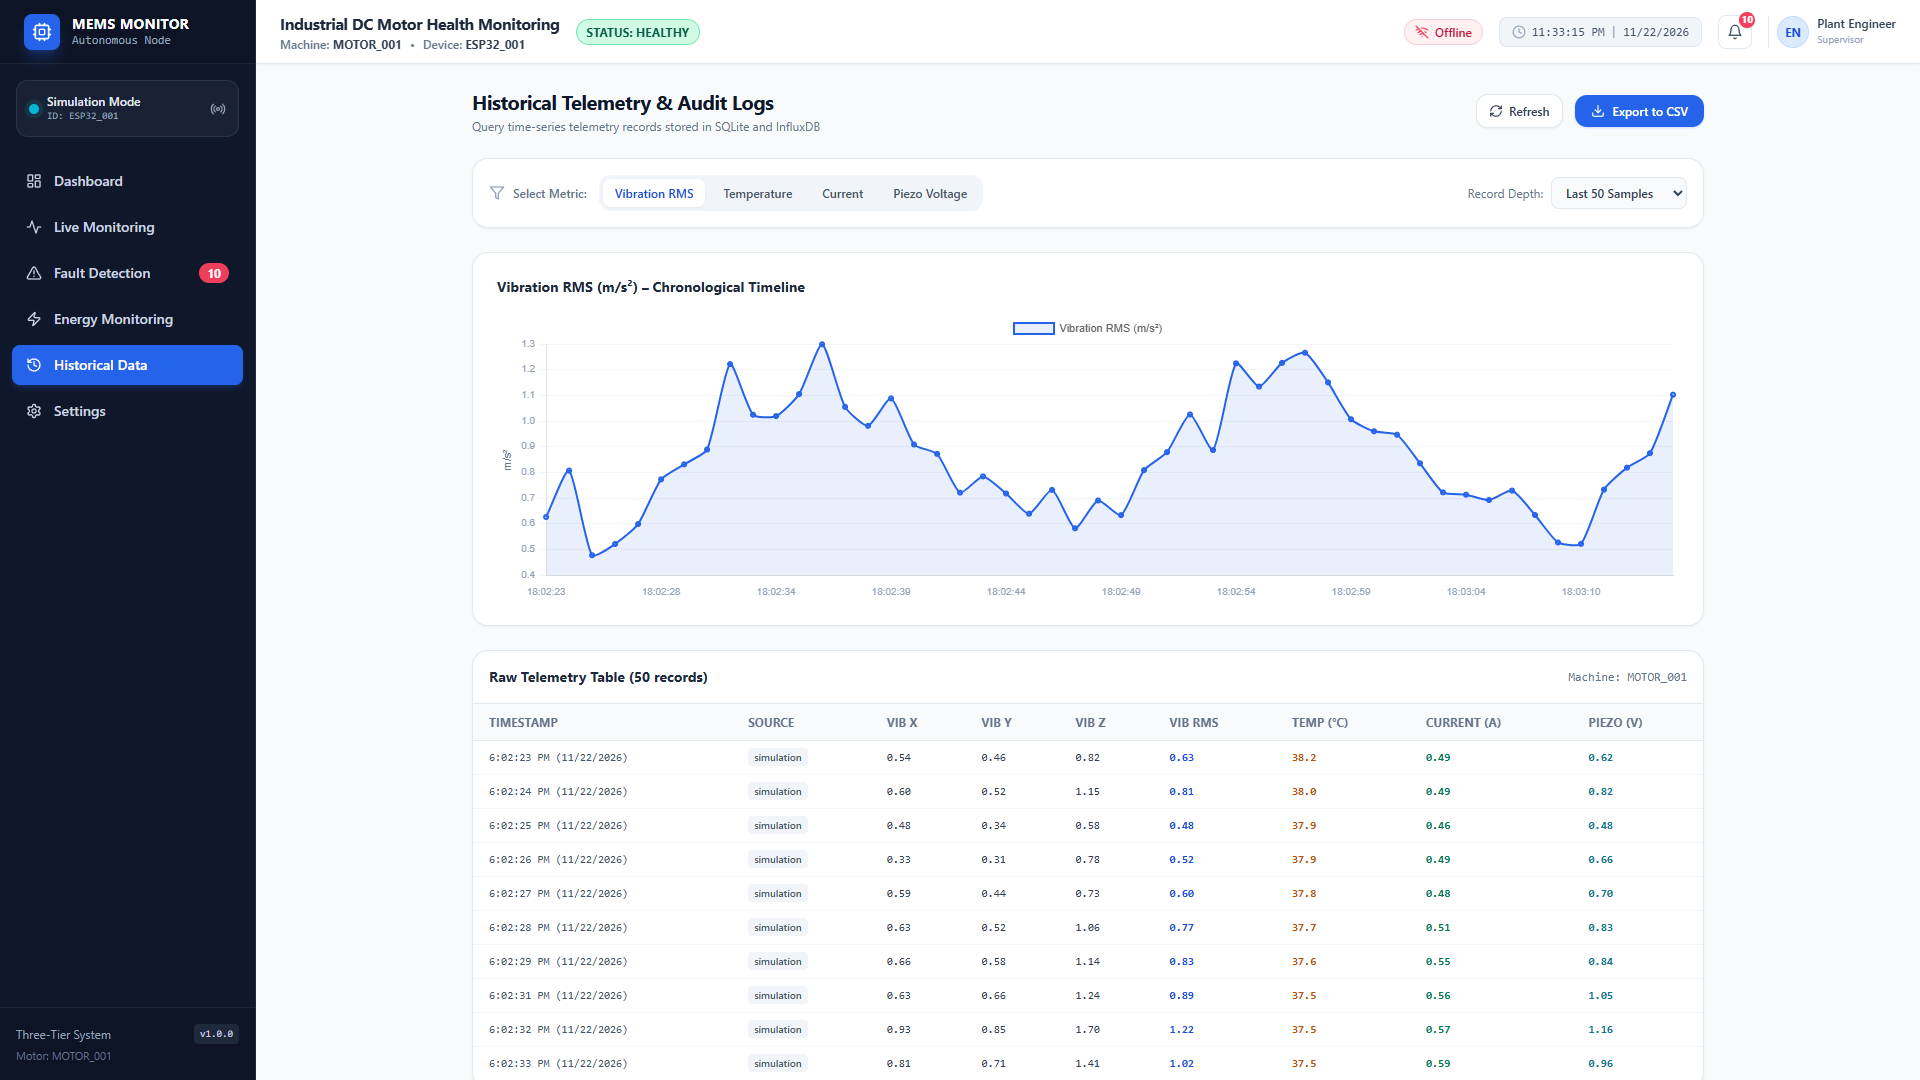 MEMS MONITOR
Autonomous Node
Simulation Mode
ID: ESP32_001
Dashboard
Live Monitoring
Fault Detection 10
Energy Monitoring
Historical Data
Settings
Three-Tier System v1.0.0
Motor: MOTOR_001
Industrial DC Motor Health Monitoring
Machine: MOTOR_001 • Device: ESP32_001
STATUS: HEALTHY
Offline
11:33:15 PM | 11/22/2026
10
EN
Plant Engineer
Supervisor
Historical Telemetry & Audit Logs
Query time-series telemetry records stored in SQLite and InfluxDB
Refresh
Export to CSV
Select Metric: Vibration RMS Temperature Current Piezo Voltage
Record Depth: Last 50 Samples
Vibration RMS (m/s²) – Chronological Timeline
Vibration RMS (m/s²)
m/s²
1.3
1.2
1.1
1.0
0.9
0.8
0.7
0.6
0.5
0.4
18:02:23 18:02:28 18:02:34 18:02:39 18:02:44 18:02:49 18:02:54 18:02:59 18:03:04 18:03:10
Raw Telemetry Table (50 records) Machine: MOTOR_001
TIMESTAMP SOURCE VIB X VIB Y VIB Z VIB RMS TEMP (°C) CURRENT (A) PIEZO (V)
6:02:23 PM (11/22/2026) simulation 0.54 0.46 0.82 0.63 38.2 0.49 0.62
6:02:24 PM (11/22/2026) simulation 0.60 0.52 1.15 0.81 38.0 0.49 0.82
6:02:25 PM (11/22/2026) simulation 0.48 0.34 0.58 0.48 37.9 0.46 0.48
6:02:26 PM (11/22/2026) simulation 0.33 0.31 0.78 0.52 37.9 0.49 0.66
6:02:27 PM (11/22/2026) simulation 0.59 0.44 0.73 0.60 37.8 0.48 0.70
6:02:28 PM (11/22/2026) simulation 0.63 0.52 1.06 0.77 37.7 0.51 0.83
6:02:29 PM (11/22/2026) simulation 0.66 0.58 1.14 0.83 37.6 0.55 0.84
6:02:31 PM (11/22/2026) simulation 0.63 0.66 1.24 0.89 37.5 0.56 1.05
6:02:32 PM (11/22/2026) simulation 0.93 0.85 1.70 1.22 37.5 0.57 1.16
6:02:33 PM (11/22/2026) simulation 0.81 0.71 1.41 1.02 37.5 0.59 0.96